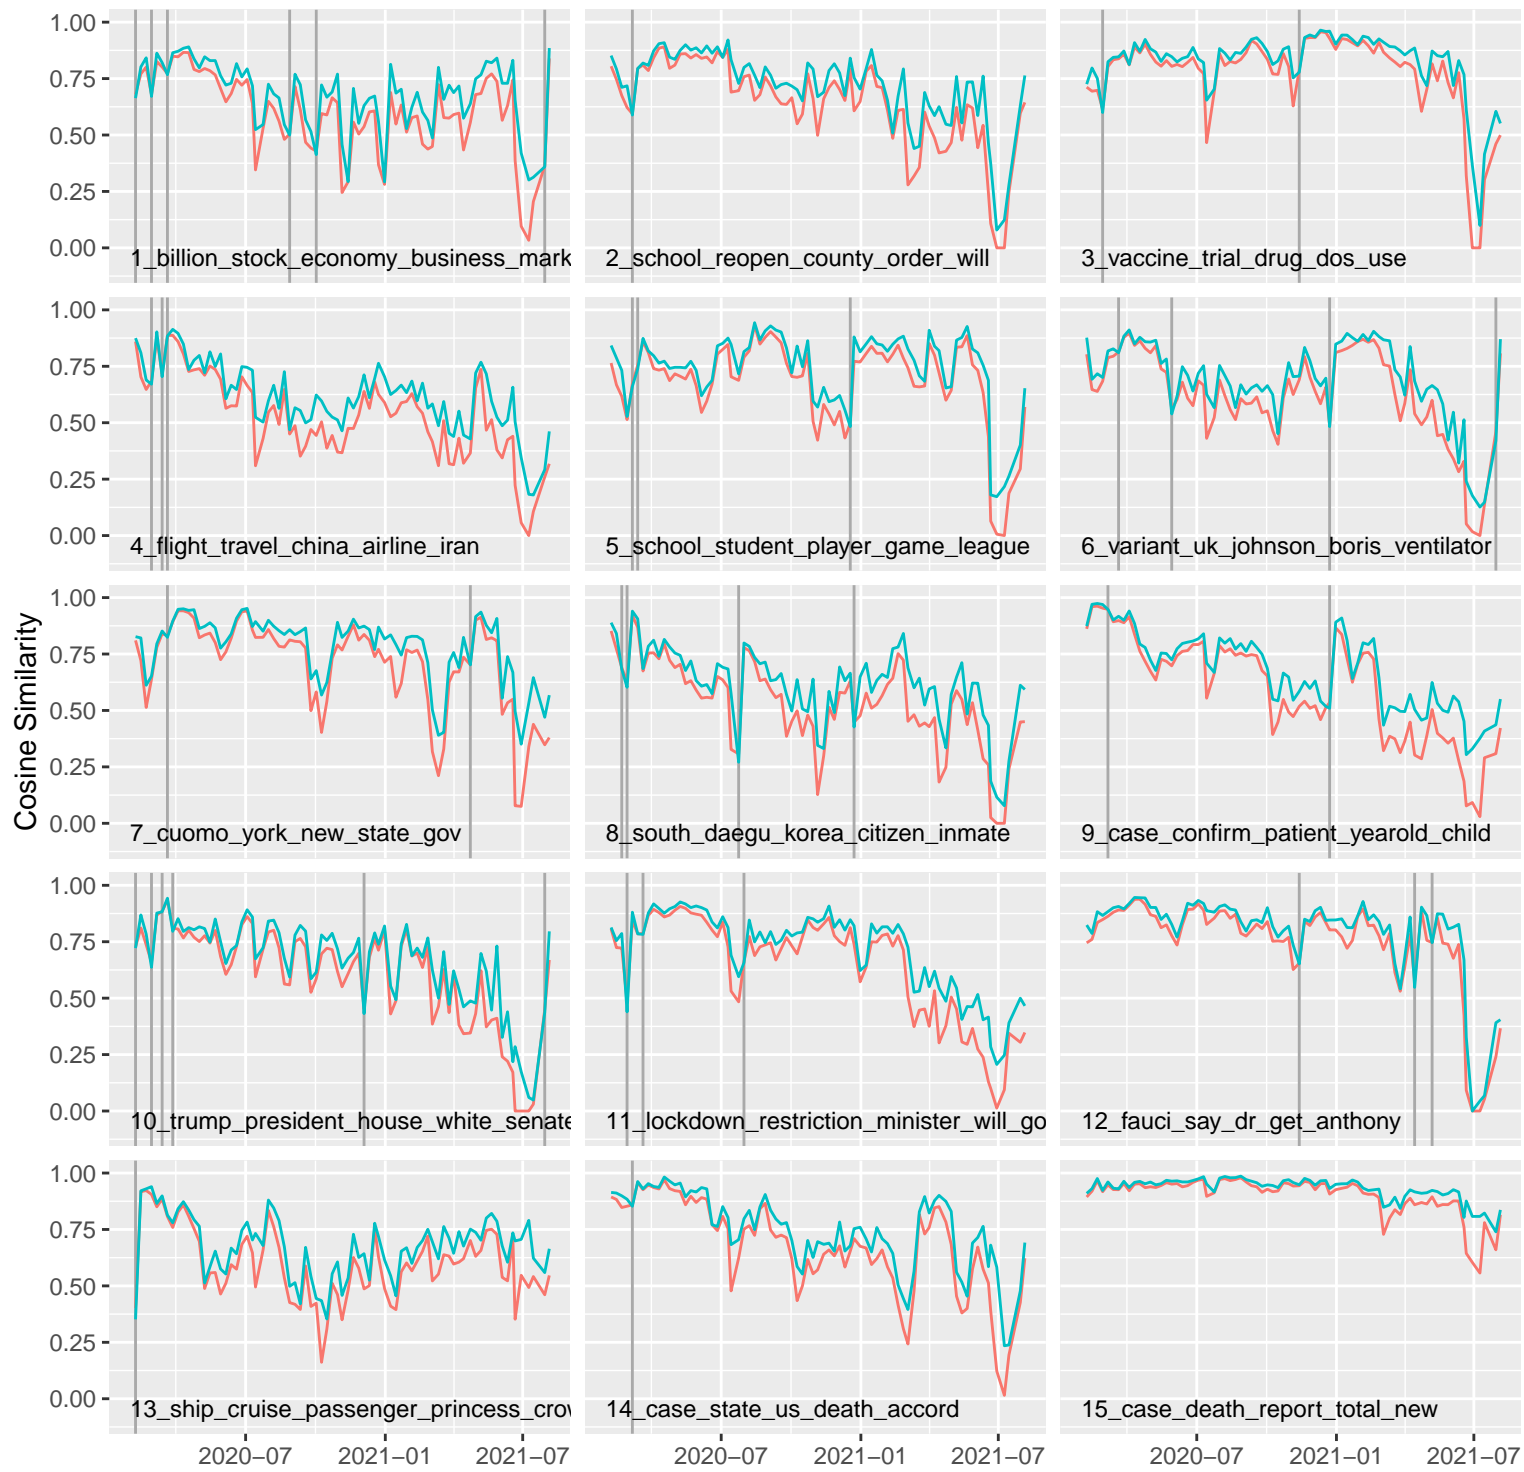 Cosine Similarity
1.00
0.75
0.50
0.25
0.00
1_billion_stock_economy_business_mark
2_school_reopen_county_order_will
3_vaccine_trial_drug_dos_use
1.00
0.75
0.50
0.25
0.00
4_flight_travel_china_airline_iran
5_school_student_player_game_league
6_variant_uk_johnson_boris_ventilator
1.00
0.75
0.50
0.25
0.00
7_cuomo_york_new_state_gov
8_south_daegu_korea_citizen_inmate
9_case_confirm_patient_yearold_child
1.00
0.75
0.50
0.25
0.00
10_trump_president_house_white_senate
11_lockdown_restriction_minister_will_go
12_fauci_say_dr_get_anthony
1.00
0.75
0.50
0.25
0.00
13_ship_cruise_passenger_princess_crow
14_case_state_us_death_accord
15_case_death_report_total_new
2020−07 2021−01 2021−07
2020−07 2021−01 2021−07
2020−07 2021−01 2021−07